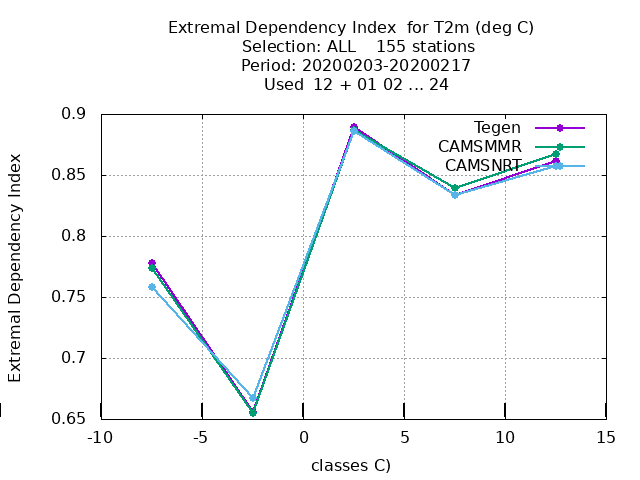 Extremal Dependency Index  for T2m (deg C)
Selection: ALL    155 stations
Period: 20200203-20200217
Used  12 + 01 02 ... 24
Extremal Dependency Index
0.9
0.85
0.8
0.75
0.7
0.65
-10
-5
0
5
10
15
classes C)
Tegen
CAMSMMR
CAMSNRT